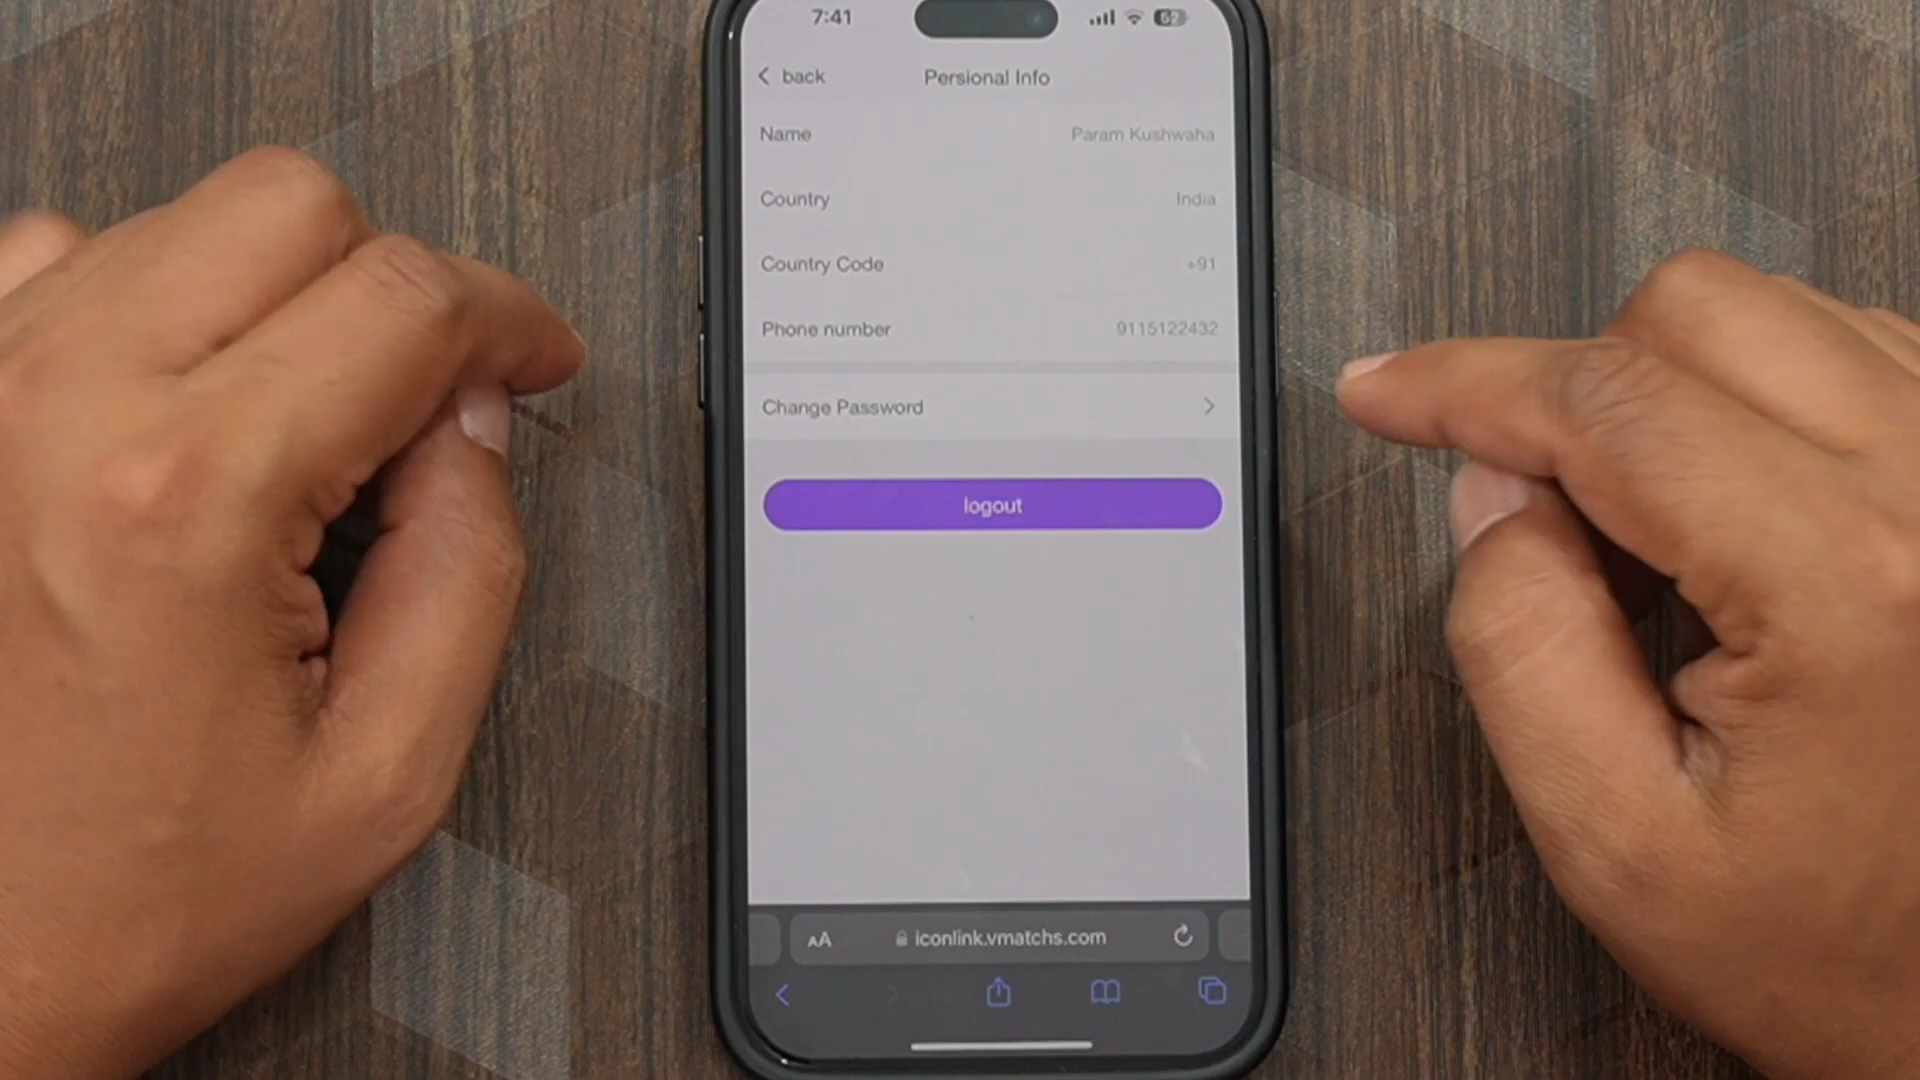 7:41 62
back Persional Info
Name Param Kushwaha
Country India
Country Code +91
Phone number 9115122432
Change Password
logout
AA iconlink.vmatchs.com